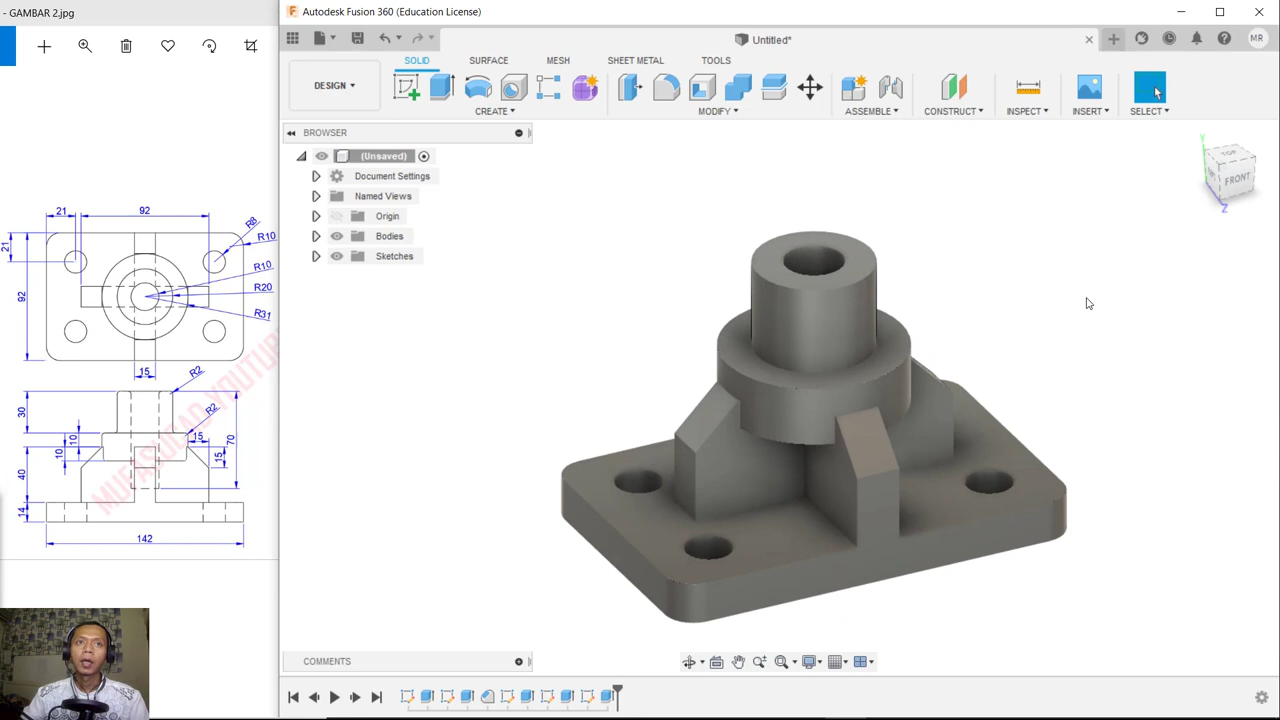 - GAMBAR 2.jpg
Autodesk Fusion 360 (Education License)
Untitled*
MR
DESIGN
SOLID SURFACE MESH SHEET METAL TOOLS
CREATE MODIFY ASSEMBLE CONSTRUCT INSPECT INSERT SELECT
BROWSER
(Unsaved)
Document Settings
Named Views
Origin
Bodies
Sketches
TOP
FRONT
Y
Z
21 92 R8
R10
21
R10
92
R20
R31
15
R2
30
R2
10
10
15
15
70
40
14
142
COMMENTS